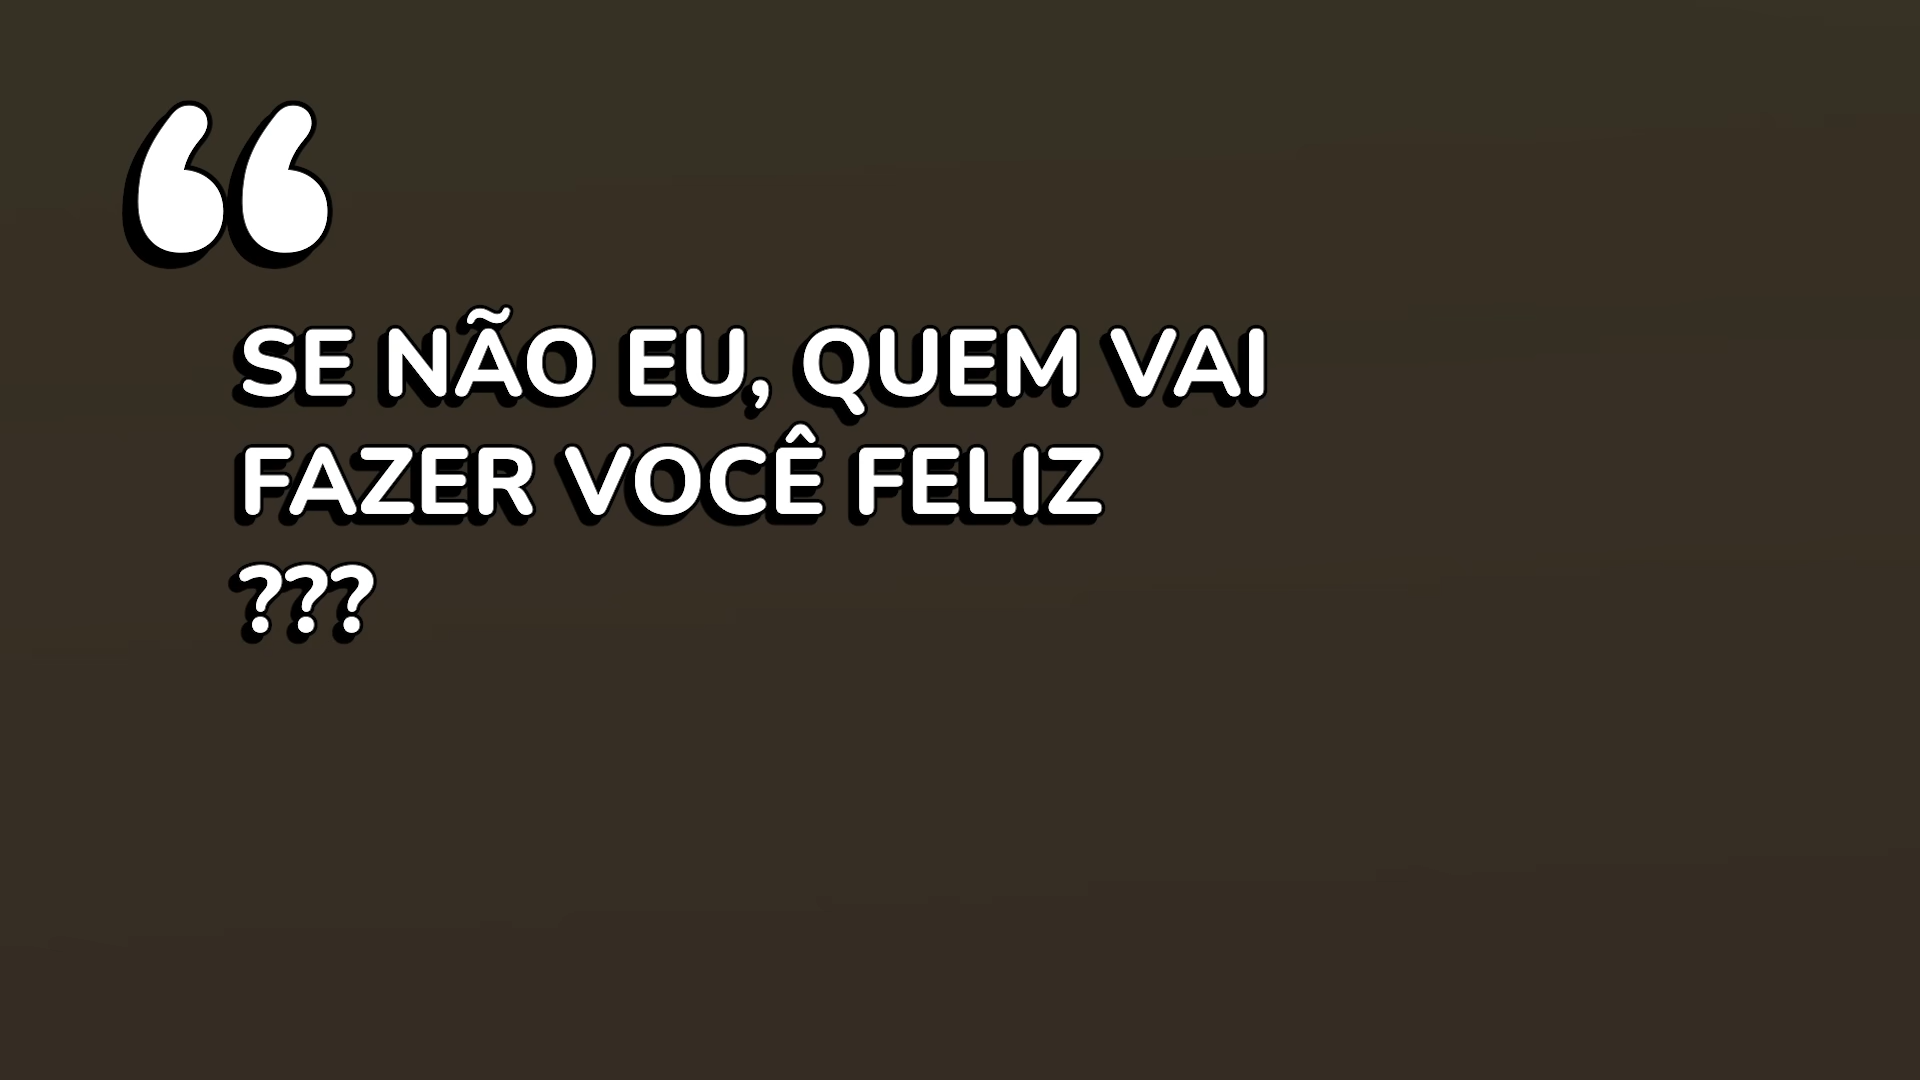 “
SE NÃO EU, QUEM VAI
FAZER VOCÊ FELIZ
???